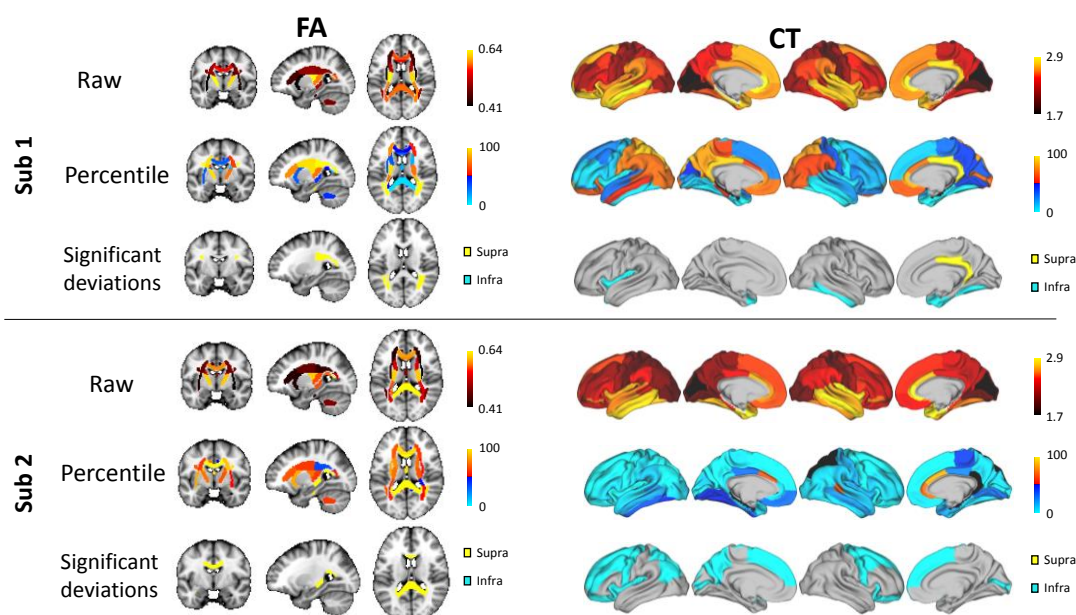 FA
CT
Sub 1
Raw
0.64
0.41
2.9
1.7
Percentile
100
0
100
0
Significant
deviations
Supra
Infra
Supra
Infra
Sub 2
Raw
0.64
0.41
2.9
1.7
Percentile
100
0
100
0
Significant
deviations
Supra
Infra
Supra
Infra